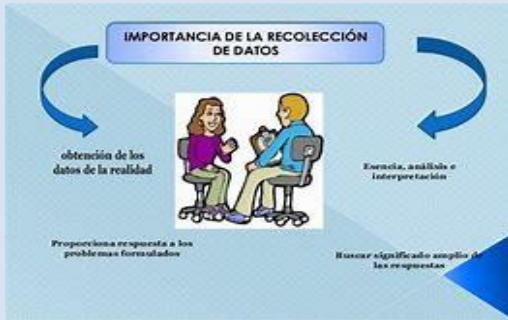 IMPORTANCIA DE LA RECOLECCIÓN
DE DATOS
obtención de los
datos de la realidad
Esencia, análisis e
interpretación
Proporciona respuesta a los
problemas formulados
Buscar significado amplio de
las respuestas